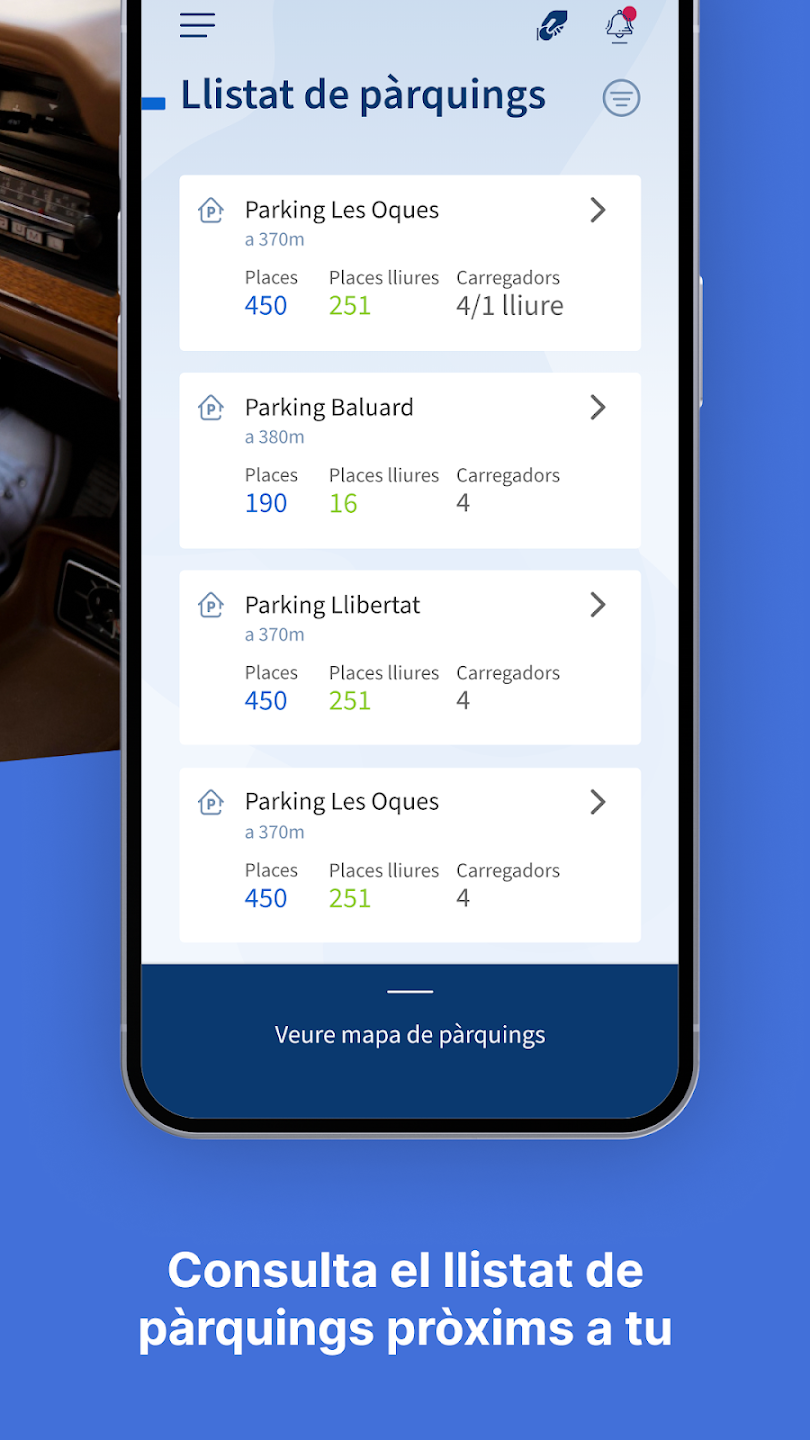 Llistat de pàrquings
P
Parking Les Oques
a 370m
Places Places lliures Carregadors
450 251 4/1 lliure
P
Parking Baluard
a 380m
Places Places lliures Carregadors
190 16 4
P
Parking Llibertat
a 370m
Places Places lliures Carregadors
450 251 4
P
Parking Les Oques
a 370m
Places Places lliures Carregadors
450 251 4
Veure mapa de pàrquings
Consulta el llistat de
pàrquings pròxims a tu